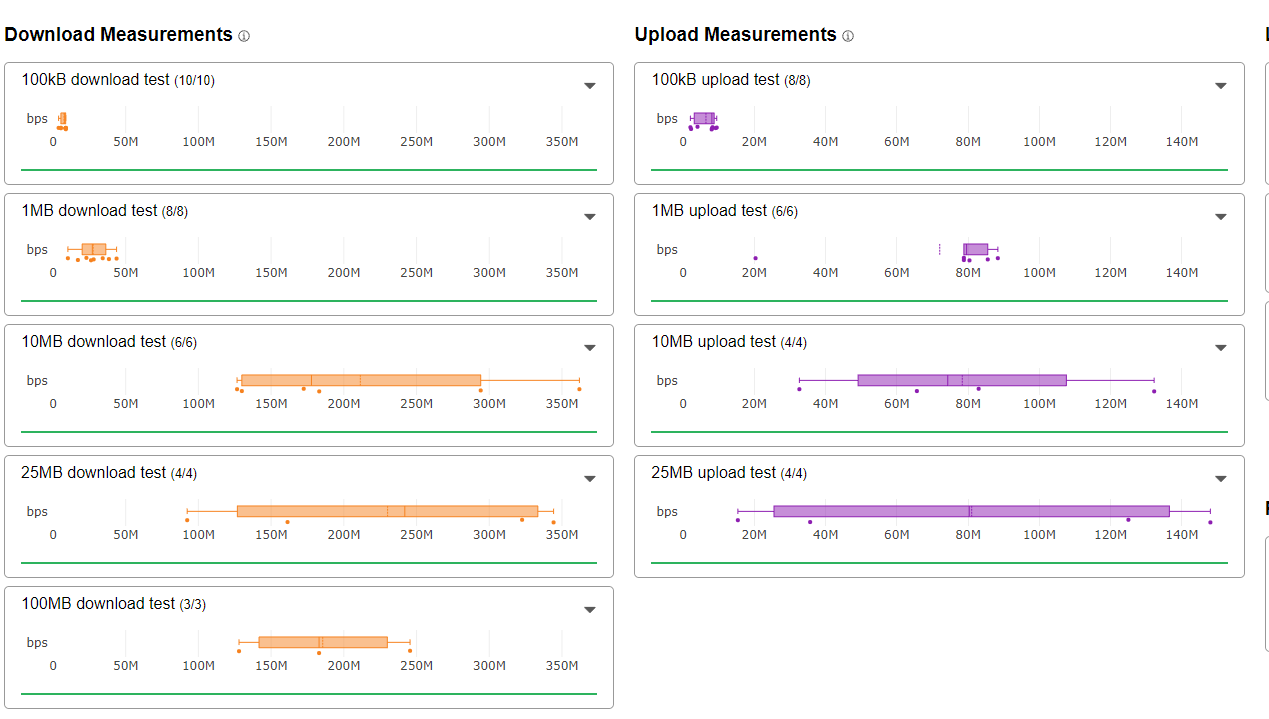 Download Measurements ⓘ
100kB download test (10/10)
bps
0 50M 100M 150M 200M 250M 300M 350M
1MB download test (8/8)
bps
0 50M 100M 150M 200M 250M 300M 350M
10MB download test (6/6)
bps
0 50M 100M 150M 200M 250M 300M 350M
25MB download test (4/4)
bps
0 50M 100M 150M 200M 250M 300M 350M
100MB download test (3/3)
bps
0 50M 100M 150M 200M 250M 300M 350M
Upload Measurements ⓘ
100kB upload test (8/8)
bps
0 20M 40M 60M 80M 100M 120M 140M
1MB upload test (6/6)
bps
0 20M 40M 60M 80M 100M 120M 140M
10MB upload test (4/4)
bps
0 20M 40M 60M 80M 100M 120M 140M
25MB upload test (4/4)
bps
0 20M 40M 60M 80M 100M 120M 140M